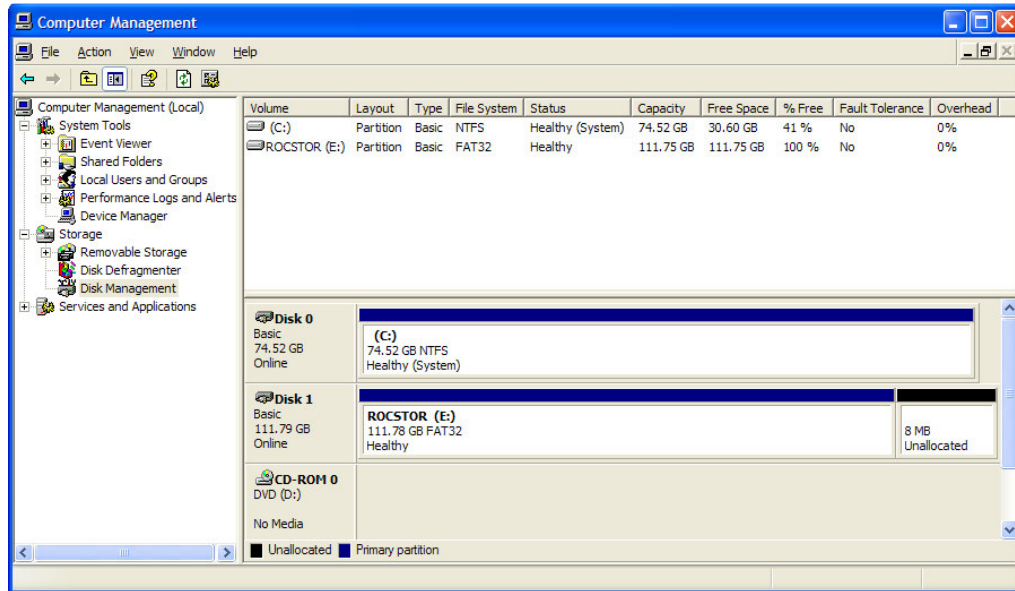 Computer Management
File Action View Window Help
Computer Management (Local)
System Tools
Event Viewer
Shared Folders
Local Users and Groups
Performance Logs and Alerts
Device Manager
Storage
Removable Storage
Disk Defragmenter
Disk Management
Services and Applications
Volume Layout Type File System Status Capacity Free Space % Free Fault Tolerance Overhead
(C:) Partition Basic NTFS Healthy (System) 74.52 GB 30.60 GB 41 % No 0%
ROCSTOR (E:) Partition Basic FAT32 Healthy 111.75 GB 111.75 GB 100 % No 0%
Disk 0
Basic
74.52 GB
Online
(C:)
74.52 GB NTFS
Healthy (System)
Disk 1
Basic
111.79 GB
Online
ROCSTOR (E:)
111.78 GB FAT32
Healthy
8 MB
Unallocated
CD-ROM 0
DVD (D:)
No Media
Unallocated Primary partition